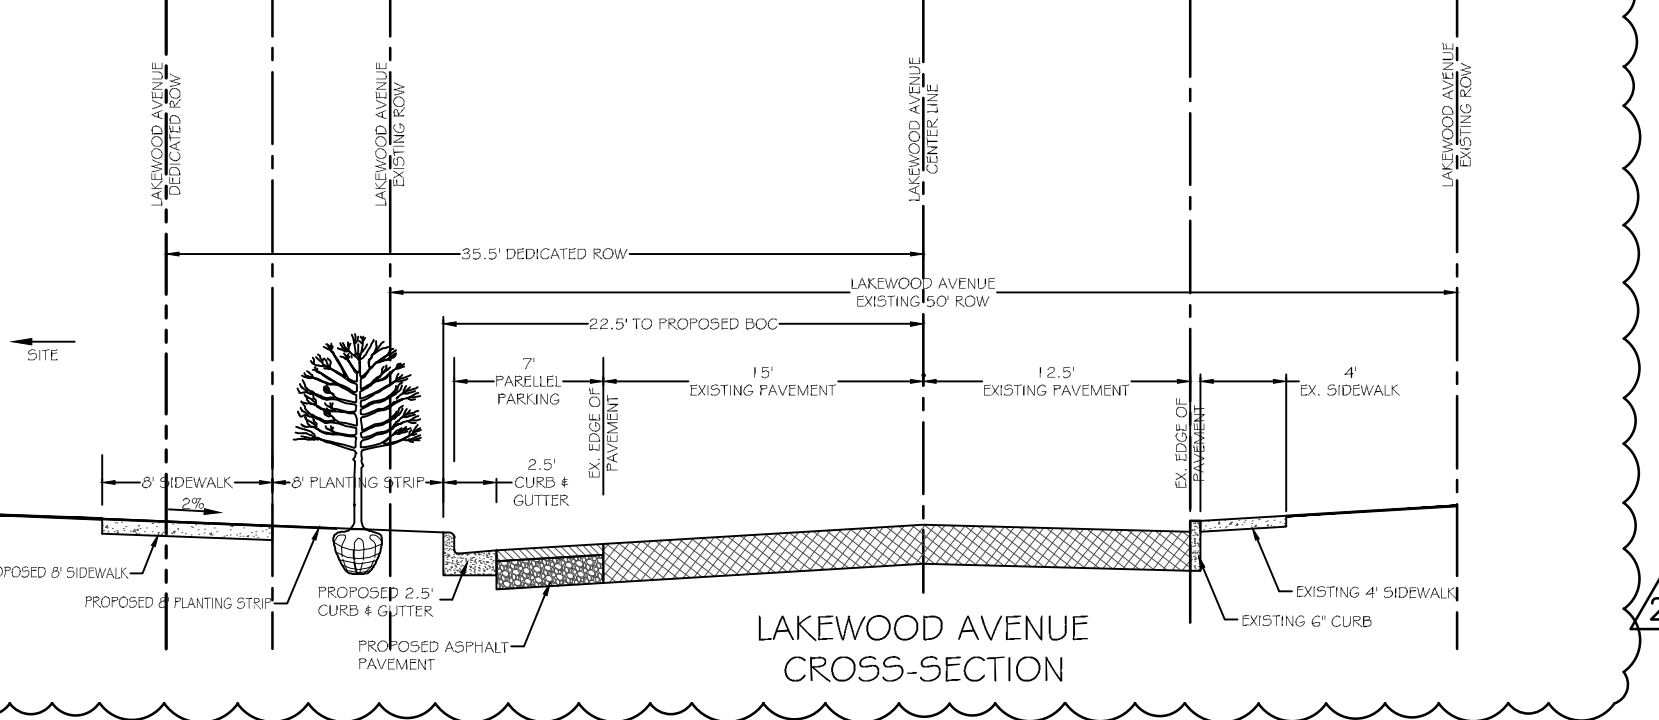 LAKEWOOD AVENUE
DEDICATED ROW
LAKEWOOD AVENUE
EXISTING ROW
LAKEWOOD AVENUE
CENTER LINE
LAKEWOOD AVENUE
EXISTING ROW
35.5' DEDICATED ROW
LAKEWOOD AVENUE
EXISTING 50' ROW
22.5' TO PROPOSED BOC
SITE
7'
PARELLEL
PARKING
15'
EXISTING PAVEMENT
12.5'
EXISTING PAVEMENT
4'
EX. SIDEWALK
EX. EDGE OF
PAVEMENT
EX. EDGE OF
PAVEMENT
8' SIDEWALK
8' PLANTING STRIP
2.5'
CURB &
GUTTER
2%
OPOSED 8' SIDEWALK
PROPOSED 8' PLANTING STRIP
PROPOSED 2.5'
CURB & GUTTER
PROPOSED ASPHALT
PAVEMENT
EXISTING 4' SIDEWALK
EXISTING 6" CURB
2
LAKEWOOD AVENUE
CROSS-SECTION